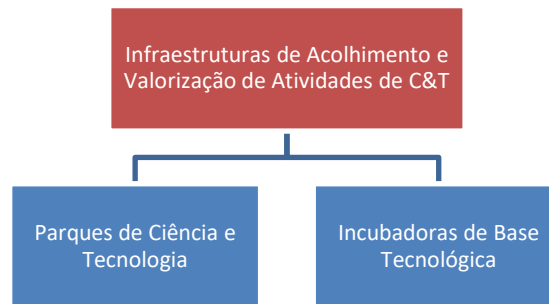 Infraestruturas de Acolhimento e
Valorização de Atividades de C&T
Parques de Ciência e
Tecnologia
Incubadoras de Base
Tecnológica